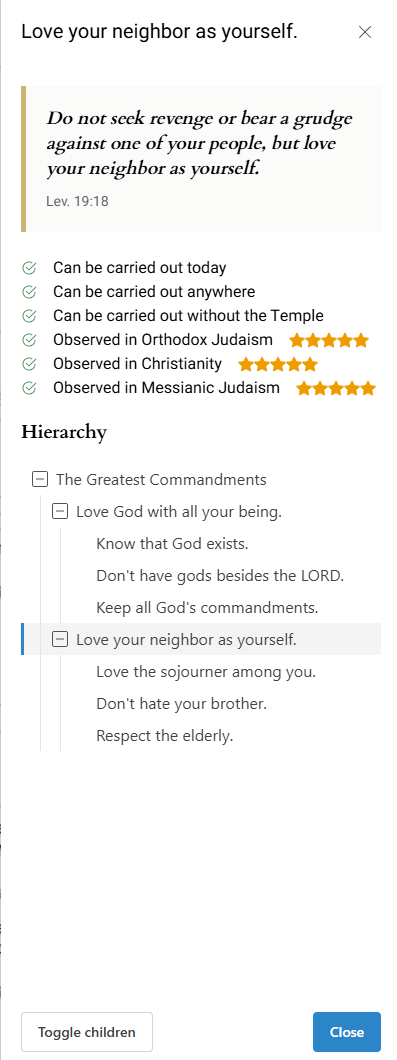 Love your neighbor as yourself.
Do not seek revenge or bear a grudge
against one of your people, but love
your neighbor as yourself.
Lev. 19:18
Can be carried out today
Can be carried out anywhere
Can be carried out without the Temple
Observed in Orthodox Judaism
Observed in Christianity
Observed in Messianic Judaism
Hierarchy
The Greatest Commandments
Love God with all your being.
Know that God exists.
Don't have gods besides the LORD.
Keep all God's commandments.
Love your neighbor as yourself.
Love the sojourner among you.
Don't hate your brother.
Respect the elderly.
Toggle children
Close